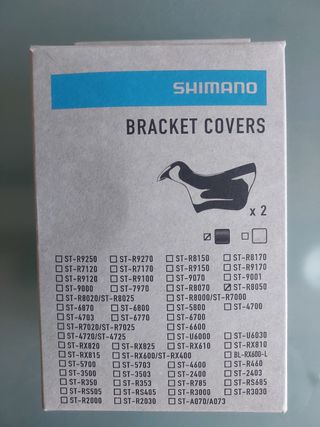 SHIMANO
BRACKET COVERS
x 2
ST-R9250 ST-R9270 ST-R8150 ST-R8170
ST-R7120 ST-R7170 ST-R9150 ST-R9170
ST-R9120 ST-R9100 ST-9070 ST-9001
ST-9000 ST-7970 ST-R8070 ST-R8050
ST-R8020/ST-R8025 ST-R8000/ST-R7000
ST-6870 ST-6800 ST-5800 ST-4700
ST-4703 ST-6770 ST-6700
ST-R7020/ST-R7025 ST-6600
ST-4720/ST-4725 ST-U6000 ST-U6030
ST-RX820 ST-RX825 ST-RX610 ST-RX810
ST-RX815 ST-RX600/ST-RX400 BL-RX600-L
ST-5700 ST-5703 ST-4600 ST-R460
ST-3500 ST-3503 ST-2400 ST-2403
ST-R350 ST-R353 ST-R785 ST-RS685
ST-RS505 ST-RS405 ST-R3000 ST-R3030
ST-R2000 ST-R2030 ST-A070/A073